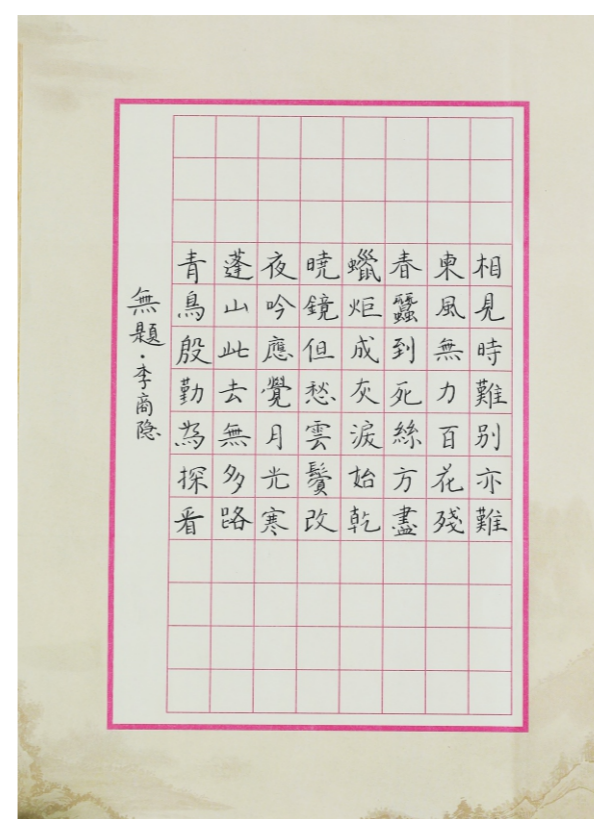 相見時難别亦難
東風無力百花殘
春蠶到死絲方盡
蠟炬成灰淚始乾
曉鏡但愁雲鬢改
夜吟應覺月光寒
蓬山此去無多路
青鳥殷勤為探看
無題·李商隐